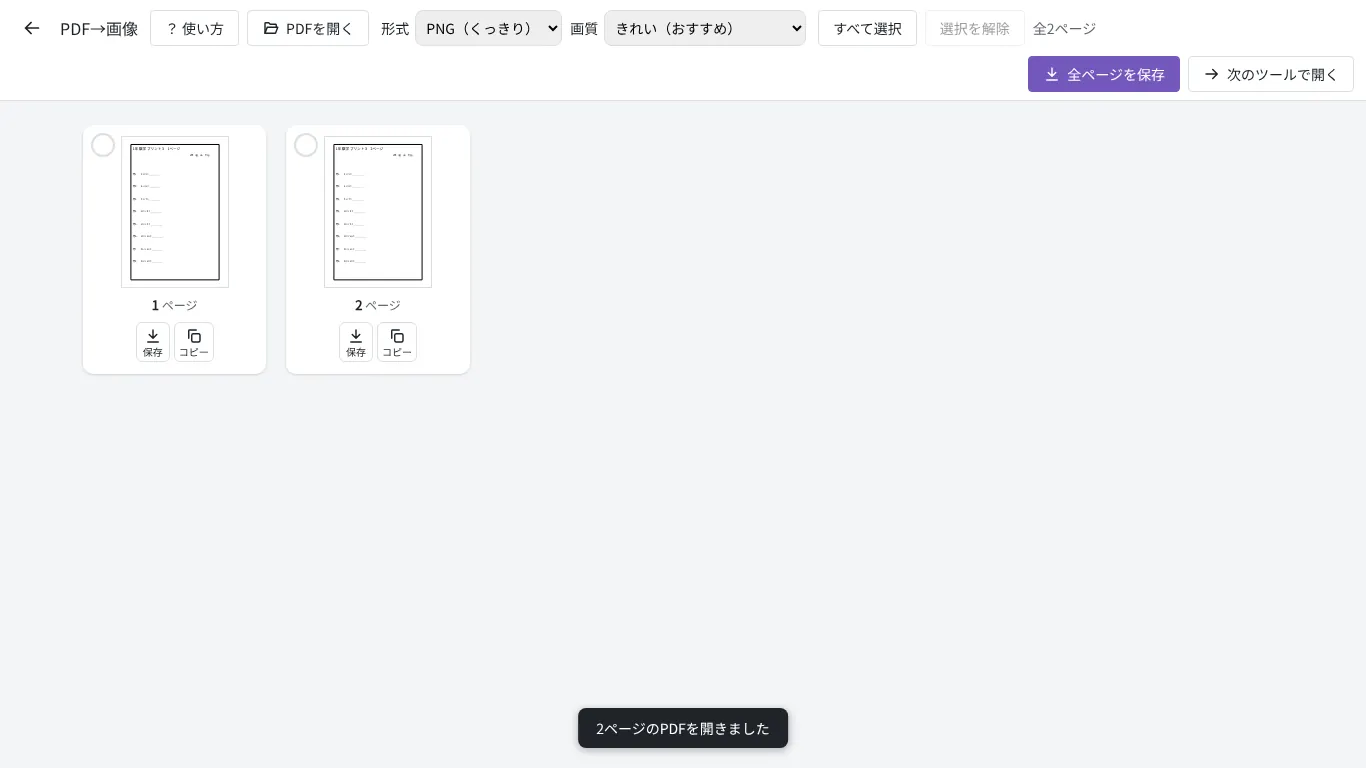 PDF→画像
? 使い方
PDFを開く
形式
PNG(くっきり)
画質
きれい(おすすめ)
すべて選択
選択を解除
全2ページ
全ページを保存
次のツールで開く
1 ページ
保存
コピー
2 ページ
保存
コピー
2ページのPDFを開きました